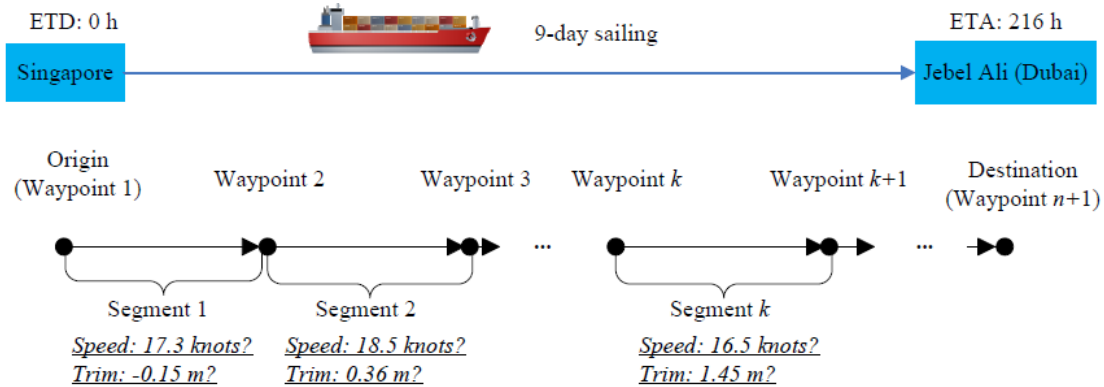 ETD: 0 h
9-day sailing
ETA: 216 h
Singapore
Jebel Ali (Dubai)
Origin
(Waypoint 1)
Waypoint 2
Waypoint 3
Waypoint k
Waypoint k+1
Destination
(Waypoint n+1)
...
...
Segment 1
Segment 2
Segment k
Speed: 17.3 knots?
Trim: -0.15 m?
Speed: 18.5 knots?
Trim: 0.36 m?
Speed: 16.5 knots?
Trim: 1.45 m?